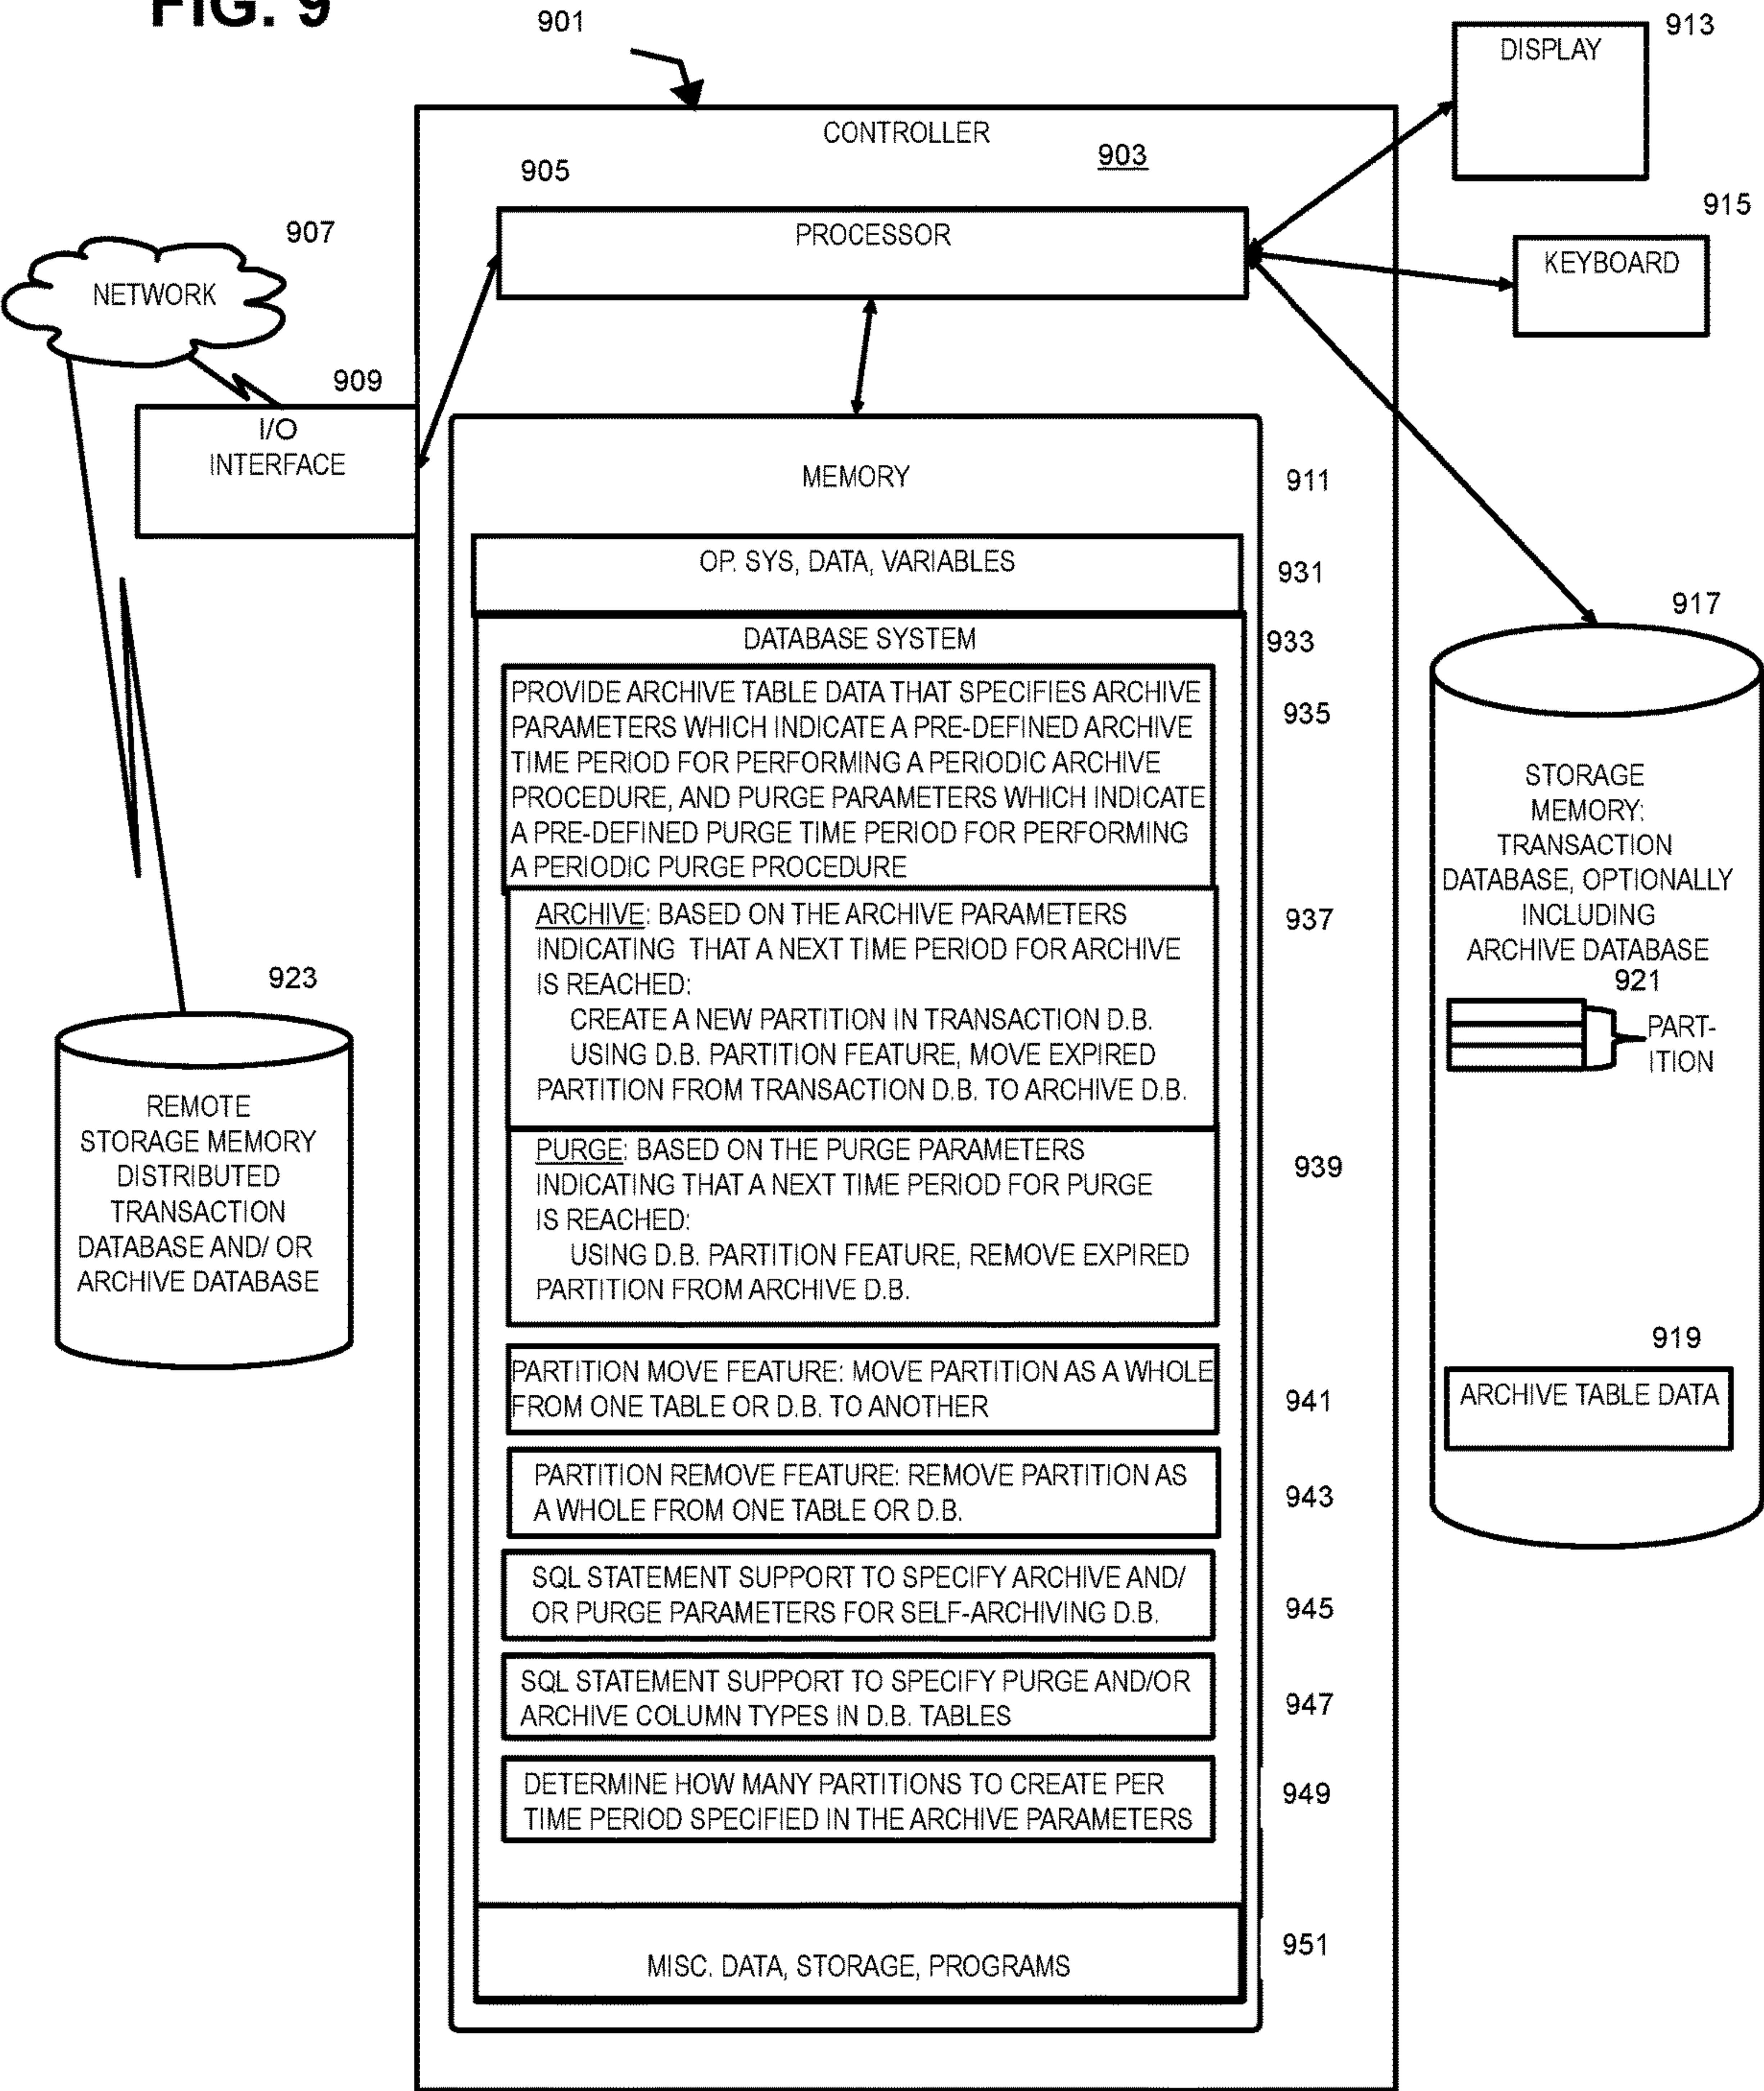 FIG. 9
901
913
DISPLAY
CONTROLLER
903
905
PROCESSOR
915
KEYBOARD
907
NETWORK
909
I/O
INTERFACE
MEMORY
911
OP. SYS, DATA, VARIABLES
931
DATABASE SYSTEM
933
PROVIDE ARCHIVE TABLE DATA THAT SPECIFIES ARCHIVE
PARAMETERS WHICH INDICATE A PRE-DEFINED ARCHIVE
TIME PERIOD FOR PERFORMING A PERIODIC ARCHIVE
PROCEDURE, AND PURGE PARAMETERS WHICH INDICATE
A PRE-DEFINED PURGE TIME PERIOD FOR PERFORMING
A PERIODIC PURGE PROCEDURE
935
ARCHIVE: BASED ON THE ARCHIVE PARAMETERS
INDICATING THAT A NEXT TIME PERIOD FOR ARCHIVE
IS REACHED:
CREATE A NEW PARTITION IN TRANSACTION D.B.
USING D.B. PARTITION FEATURE, MOVE EXPIRED
PARTITION FROM TRANSACTION D.B. TO ARCHIVE D.B.
937
PURGE: BASED ON THE PURGE PARAMETERS
INDICATING THAT A NEXT TIME PERIOD FOR PURGE
IS REACHED:
USING D.B. PARTITION FEATURE, REMOVE EXPIRED
PARTITION FROM ARCHIVE D.B.
939
PARTITION MOVE FEATURE: MOVE PARTITION AS A WHOLE
FROM ONE TABLE OR D.B. TO ANOTHER
941
PARTITION REMOVE FEATURE: REMOVE PARTITION AS
A WHOLE FROM ONE TABLE OR D.B.
943
SQL STATEMENT SUPPORT TO SPECIFY ARCHIVE AND/
OR PURGE PARAMETERS FOR SELF-ARCHIVING D.B.
945
SQL STATEMENT SUPPORT TO SPECIFY PURGE AND/OR
ARCHIVE COLUMN TYPES IN D.B. TABLES
947
DETERMINE HOW MANY PARTITIONS TO CREATE PER
TIME PERIOD SPECIFIED IN THE ARCHIVE PARAMETERS
949
MISC. DATA, STORAGE, PROGRAMS
951
917
STORAGE
MEMORY:
TRANSACTION
DATABASE, OPTIONALLY
INCLUDING
ARCHIVE DATABASE
921
PART-
ITION
919
ARCHIVE TABLE DATA
923
REMOTE
STORAGE MEMORY
DISTRIBUTED
TRANSACTION
DATABASE AND/ OR
ARCHIVE DATABASE